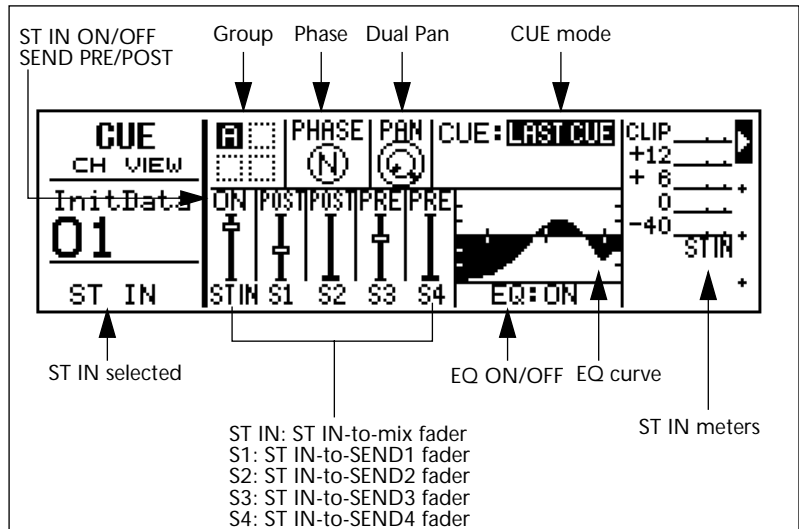 ST IN ON/OFF
SEND PRE/POST
Group Phase Dual Pan CUE mode
CUE
CH VIEW
InitData
01
ST IN
A
PHASE
N
PAN
CUE: LAST CUE
ON POST POST PRE PRE
ST IN S1 S2 S3 S4
EQ: ON
CLIP
+12
+ 6
0
-40
ST IN
ST IN selected
EQ ON/OFF EQ curve
ST IN meters
ST IN: ST IN-to-mix fader
S1: ST IN-to-SEND1 fader
S2: ST IN-to-SEND2 fader
S3: ST IN-to-SEND3 fader
S4: ST IN-to-SEND4 fader